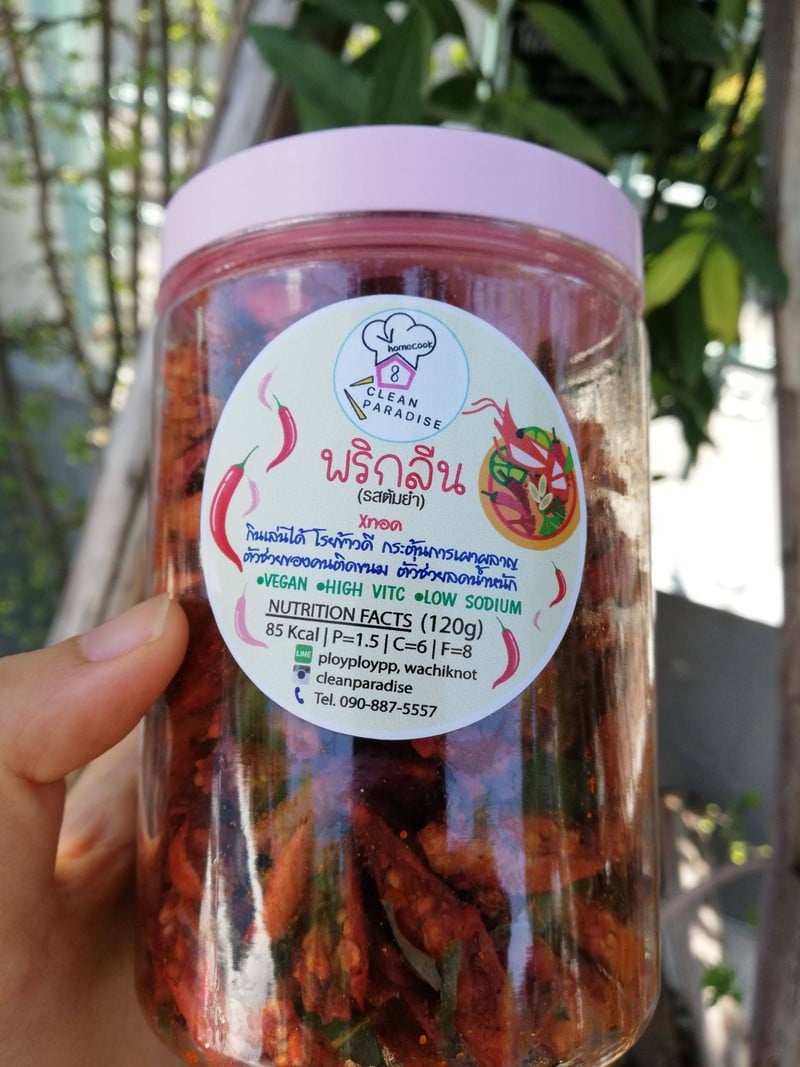 homecook
8
CLEAN
PARADISE
พริกลีน
(รสต้มยำ)
Xทอด
กินเล่นได้ โรยข้าวดี กระตุ้นการเผาผลาญ
ตัวช่วยของคนติดขนม ตัวช่วยลดน้ำหนัก
•VEGAN •HIGH VITC •LOW SODIUM
NUTRITION FACTS (120g)
85 Kcal | P=1.5 | C=6 | F=8
LINE ployploypp, wachiknot
cleanparadise
Tel. 090-887-5557